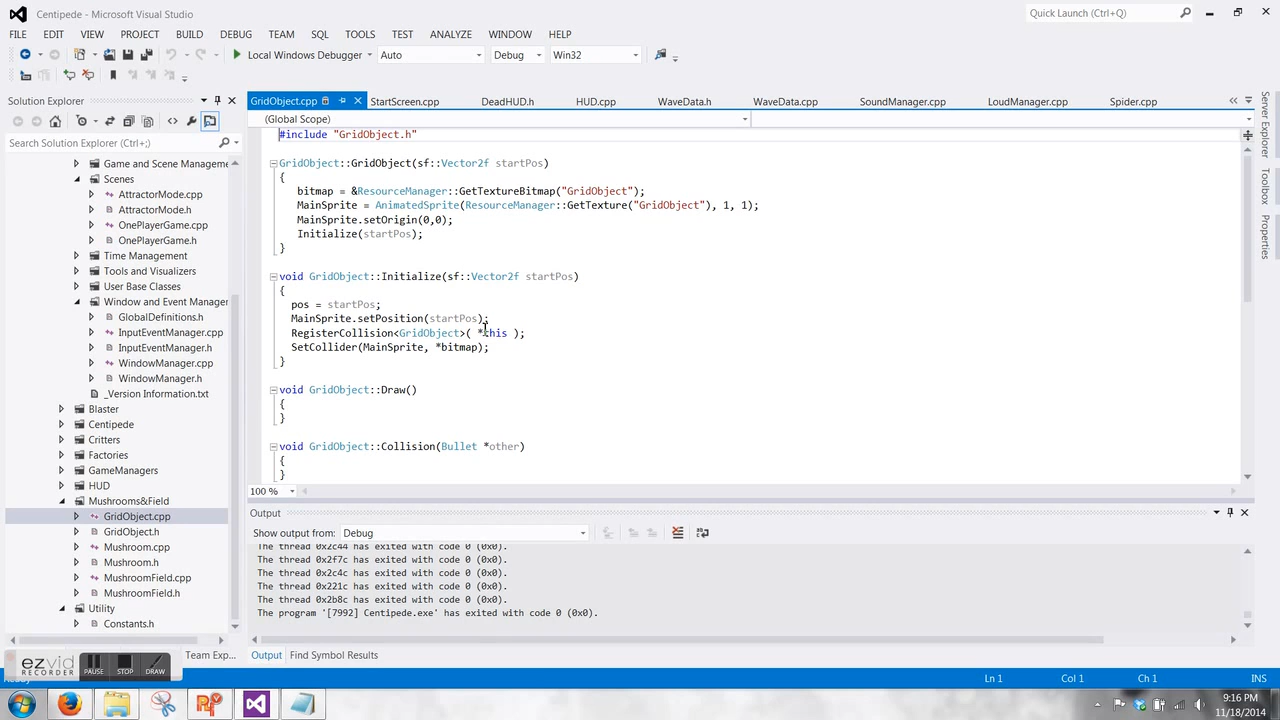 Centipede - Microsoft Visual Studio
Quick Launch (Ctrl+Q)
FILE EDIT VIEW PROJECT BUILD DEBUG TEAM SQL TOOLS TEST ANALYZE WINDOW HELP
Local Windows Debugger Auto Debug Win32
Solution Explorer
GridObject.cpp StartScreen.cpp DeadHUD.h HUD.cpp WaveData.h WaveData.cpp SoundManager.cpp LoudManager.cpp Spider.cpp
(Global Scope)
Search Solution Explorer (Ctrl+;)
Game and Scene Manageme
Scenes
AttractorMode.cpp
AttractorMode.h
OnePlayerGame.cpp
OnePlayerGame.h
Time Management
Tools and Visualizers
User Base Classes
Window and Event Manager
GlobalDefinitions.h
InputEventManager.cpp
InputEventManager.h
WindowManager.cpp
WindowManager.h
_Version Information.txt
Blaster
Centipede
Critters
Factories
GameManagers
HUD
Mushrooms&Field
GridObject.cpp
GridObject.h
Mushroom.cpp
Mushroom.h
MushroomField.cpp
MushroomField.h
Utility
Constants.h
#include "GridObject.h"
GridObject::GridObject(sf::Vector2f startPos)
{
bitmap = &ResourceManager::GetTextureBitmap("GridObject");
MainSprite = AnimatedSprite(ResourceManager::GetTexture("GridObject"), 1, 1);
MainSprite.setOrigin(0,0);
Initialize(startPos);
}
void GridObject::Initialize(sf::Vector2f startPos)
{
pos = startPos;
MainSprite.setPosition(startPos);
RegisterCollision<GridObject>( *this );
SetCollider(MainSprite, *bitmap);
}
void GridObject::Draw()
{
}
void GridObject::Collision(Bullet *other)
{
}
100 %
Server Explorer
Toolbox
Properties
Output
Show output from: Debug
The thread 0x2c44 has exited with code 0 (0x0).
The thread 0x2f7c has exited with code 0 (0x0).
The thread 0x2c4c has exited with code 0 (0x0).
The thread 0x221c has exited with code 0 (0x0).
The thread 0x2b8c has exited with code 0 (0x0).
The program '[7992] Centipede.exe' has exited with code 0 (0x0).
ezvid
RECORDER
PAUSE STOP DRAW
Team Exp...
Output Find Symbol Results
Ln 1 Col 1 Ch 1 INS
9:16 PM
11/18/2014